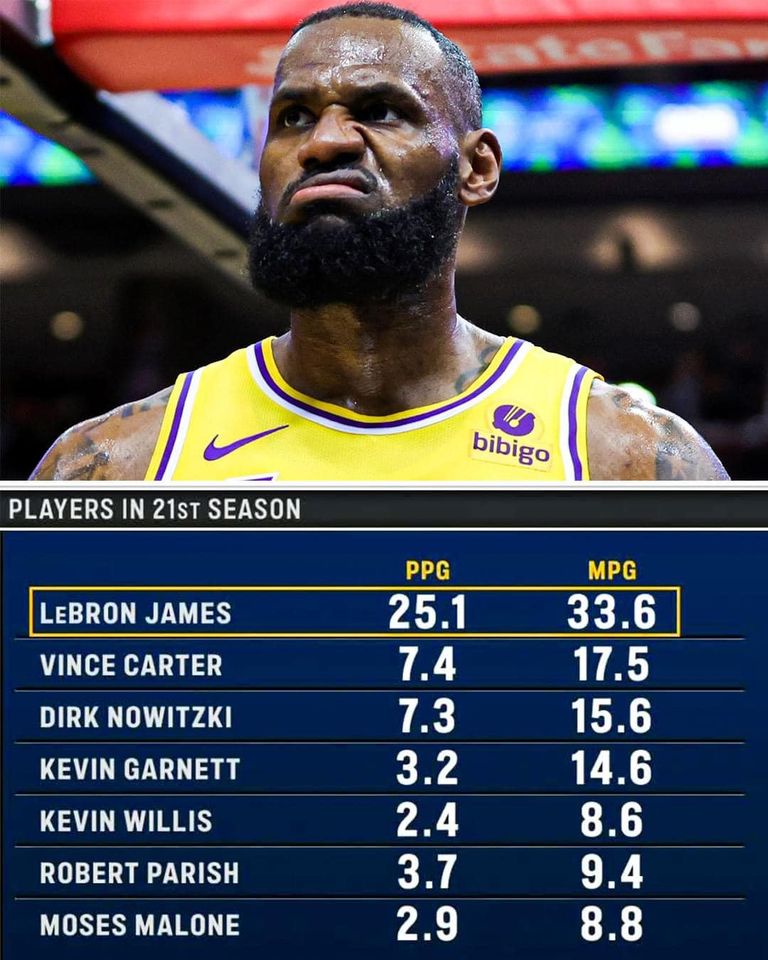 StateFa
bibigo
PLAYERS IN 21ST SEASON
PPG MPG
LEBRON JAMES 25.1 33.6
VINCE CARTER 7.4 17.5
DIRK NOWITZKI 7.3 15.6
KEVIN GARNETT 3.2 14.6
KEVIN WILLIS 2.4 8.6
ROBERT PARISH 3.7 9.4
MOSES MALONE 2.9 8.8